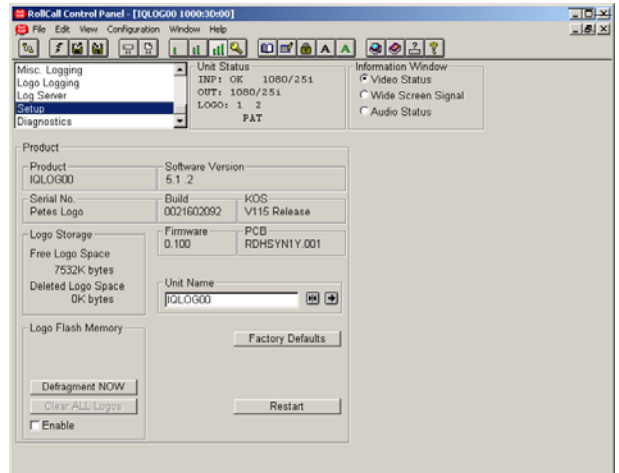 RollCall Control Panel - [IQLOG00 1000:3D:00]
File Edit View Configuration Window Help
Misc. Logging
Logo Logging
Log Server
Setup
Diagnostics
Unit Status
INP: OK 1080/25i
OUT: 1080/25i
LOGO: 1 2
PAT
Information Window
Video Status
Wide Screen Signal
Audio Status
Product
Product
IQLOG00
Software Version
5.1 .2
Serial No.
Petes Logo
Build
0021602092
KOS
V115 Release
Logo Storage
Free Logo Space
7532K bytes
Deleted Logo Space
0K bytes
Firmware
0.100
PCB
RDHSYN1Y.001
Unit Name
IQLOG00
Logo Flash Memory
Factory Defaults
Defragment NOW
Clear ALL Logos
Restart
Enable